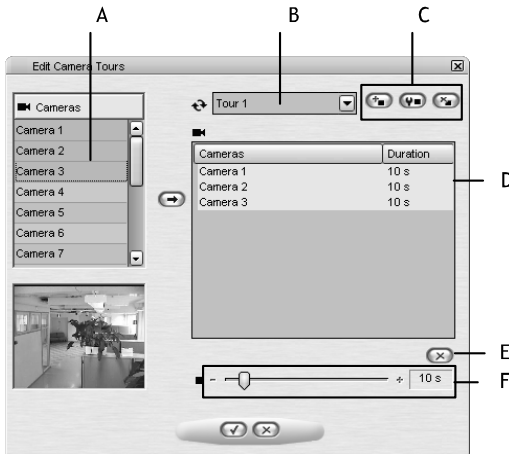 A B C
Edit Camera Tours
Cameras
Tour 1
Camera 1
Camera 2
Camera 3
Camera 4
Camera 5
Camera 6
Camera 7
Cameras Duration
Camera 1 10 s
Camera 2 10 s
Camera 3 10 s
D
E
F
- + 10 s